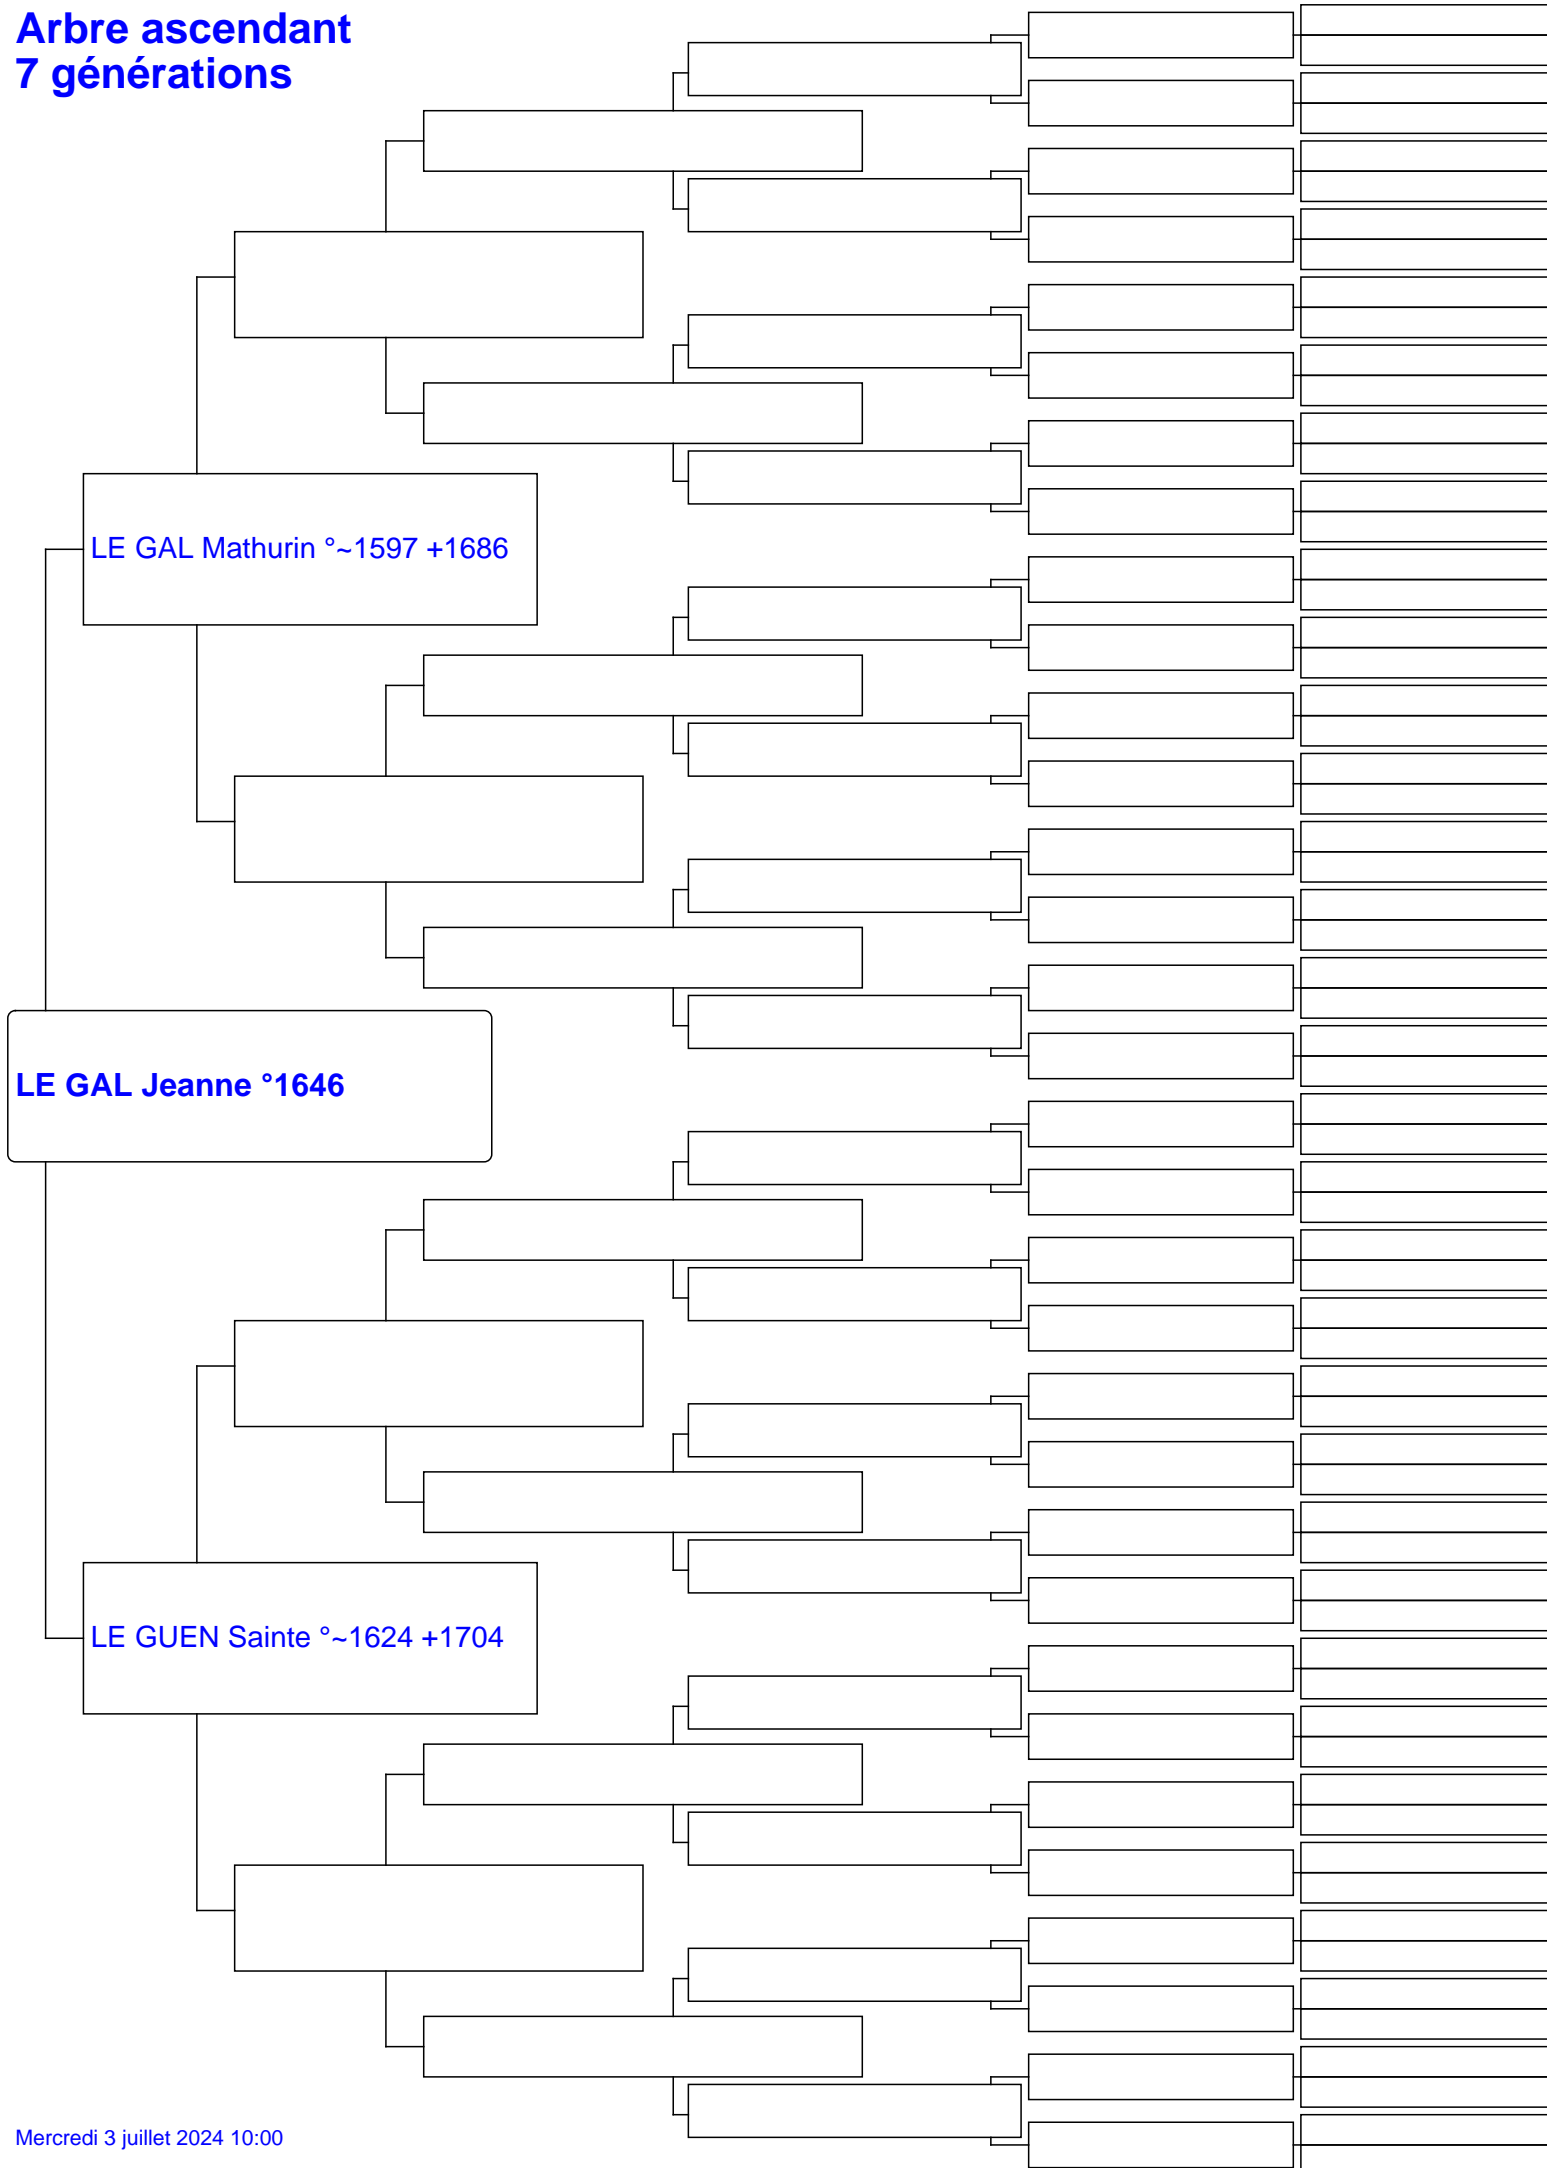 Arbre ascendant
7 générations
LE GAL Mathurin °~1597 +1686
LE GAL Jeanne °1646
LE GUEN Sainte °~1624 +1704
Mercredi 3 juillet 2024 10:00